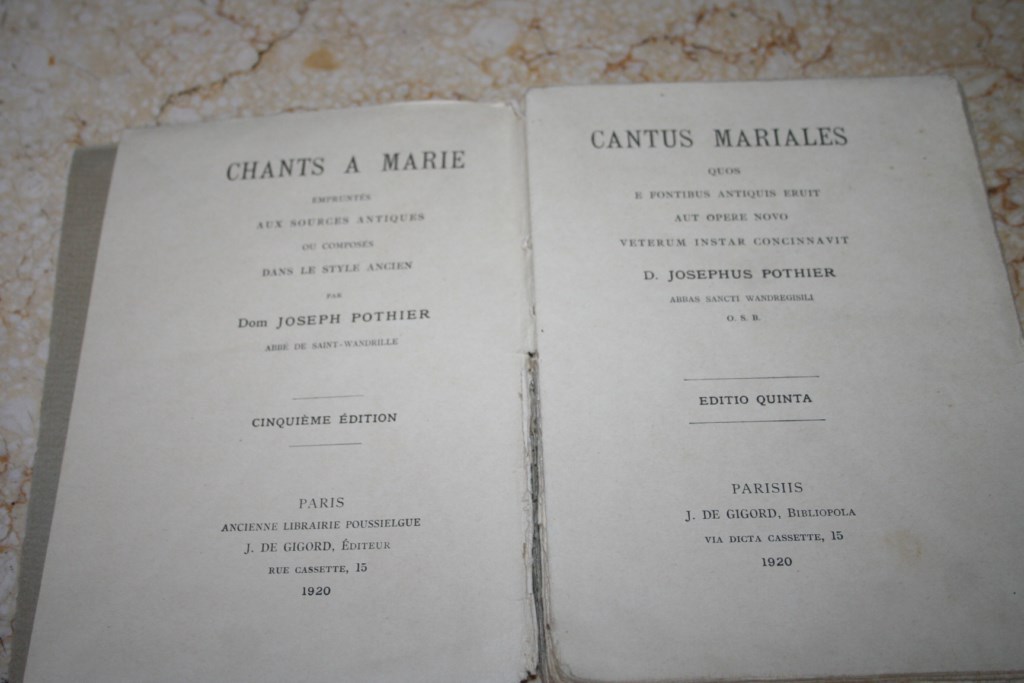 CHANTS A MARIE
EMPRUNTÉS
AUX SOURCES ANTIQUES
OU COMPOSÉS
DANS LE STYLE ANCIEN
PAR
Dom JOSEPH POTHIER
ABBÉ DE SAINT-WANDRILLE
CINQUIÈME ÉDITION
PARIS
ANCIENNE LIBRAIRIE POUSSIELGUE
J. DE GIGORD, ÉDITEUR
RUE CASSETTE, 15
1920
CANTUS MARIALES
QUOS
E FONTIBUS ANTIQUIS ERUIT
AUT OPERE NOVO
VETERUM INSTAR CONCINNAVIT
D. JOSEPHUS POTHIER
ABBAS SANCTI WANDREGISILI
O. S. B.
EDITIO QUINTA
PARISIIS
J. DE GIGORD, BIBLIOPOLA
VIA DICTA CASSETTE, 15
1920